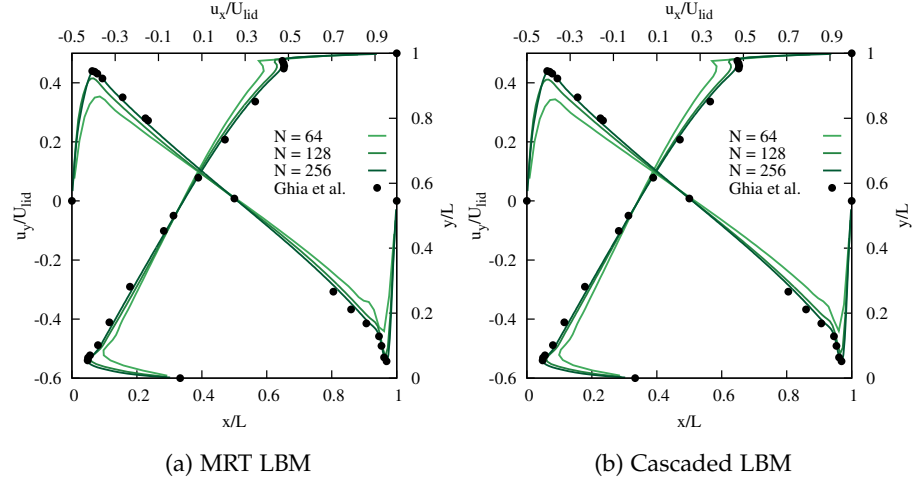 (a)
u_x/U_lid
-0.5 -0.3 -0.1 0.1 0.3 0.5 0.7 0.9
0.4
0.2
0
-0.2
-0.4
-0.6
u_y/U_lid
N = 64
N = 128
N = 256
Ghia et al.
1
0.8
0.6
0.4
0.2
0
y/L
0 0.2 0.4 0.6 0.8 1
x/L
(a) MRT LBM
(b)
u_x/U_lid
-0.5 -0.3 -0.1 0.1 0.3 0.5 0.7 0.9
0.4
0.2
0
-0.2
-0.4
-0.6
u_y/U_lid
N = 64
N = 128
N = 256
Ghia et al.
1
0.8
0.6
0.4
0.2
0
y/L
0 0.2 0.4 0.6 0.8 1
x/L
(b) Cascaded LBM